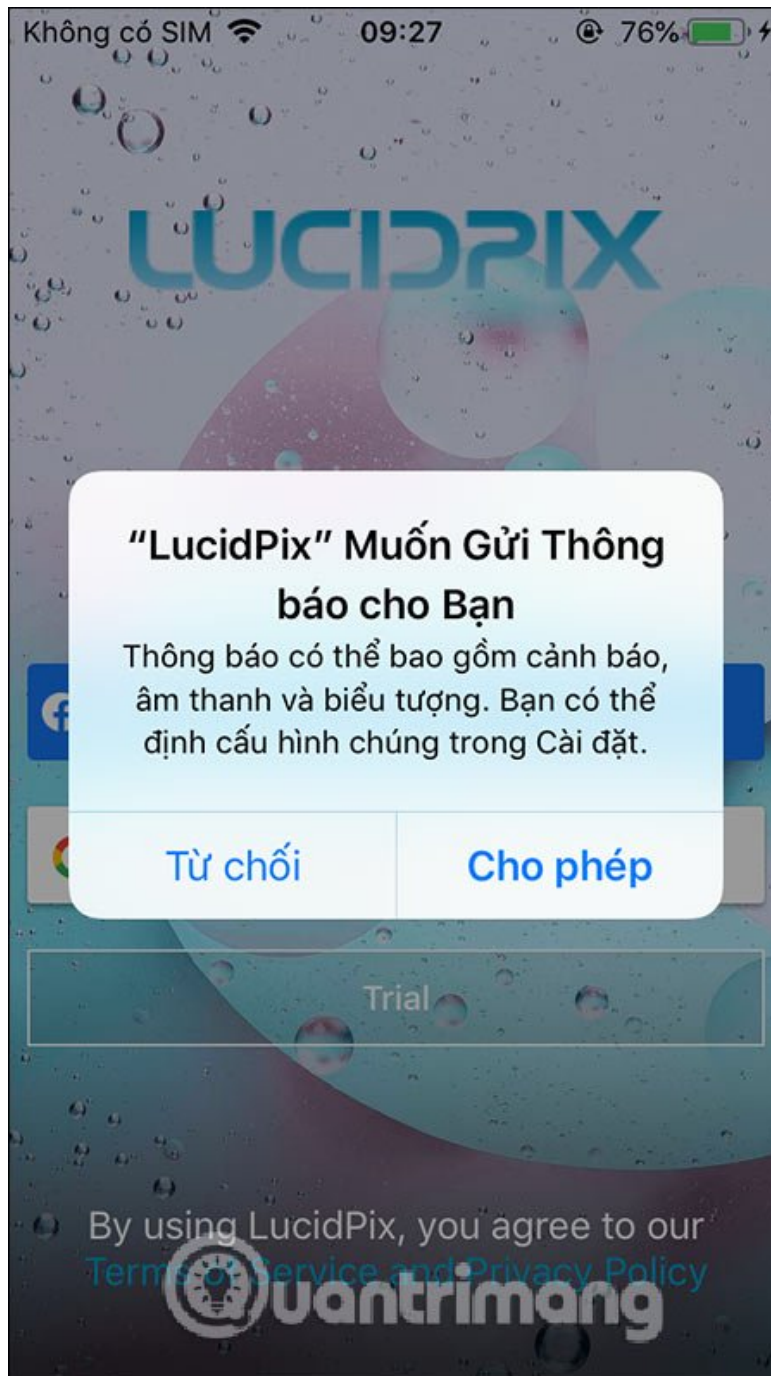 Không có SIM 09:27 76%
LUCIDPIX
“LucidPix” Muốn Gửi Thông
báo cho Bạn
Thông báo có thể bao gồm cảnh báo,
âm thanh và biểu tượng. Bạn có thể
định cấu hình chúng trong Cài đặt.
Từ chối Cho phép
Trial
By using LucidPix, you agree to our
Terms of Service and Privacy Policy
Quantrimang